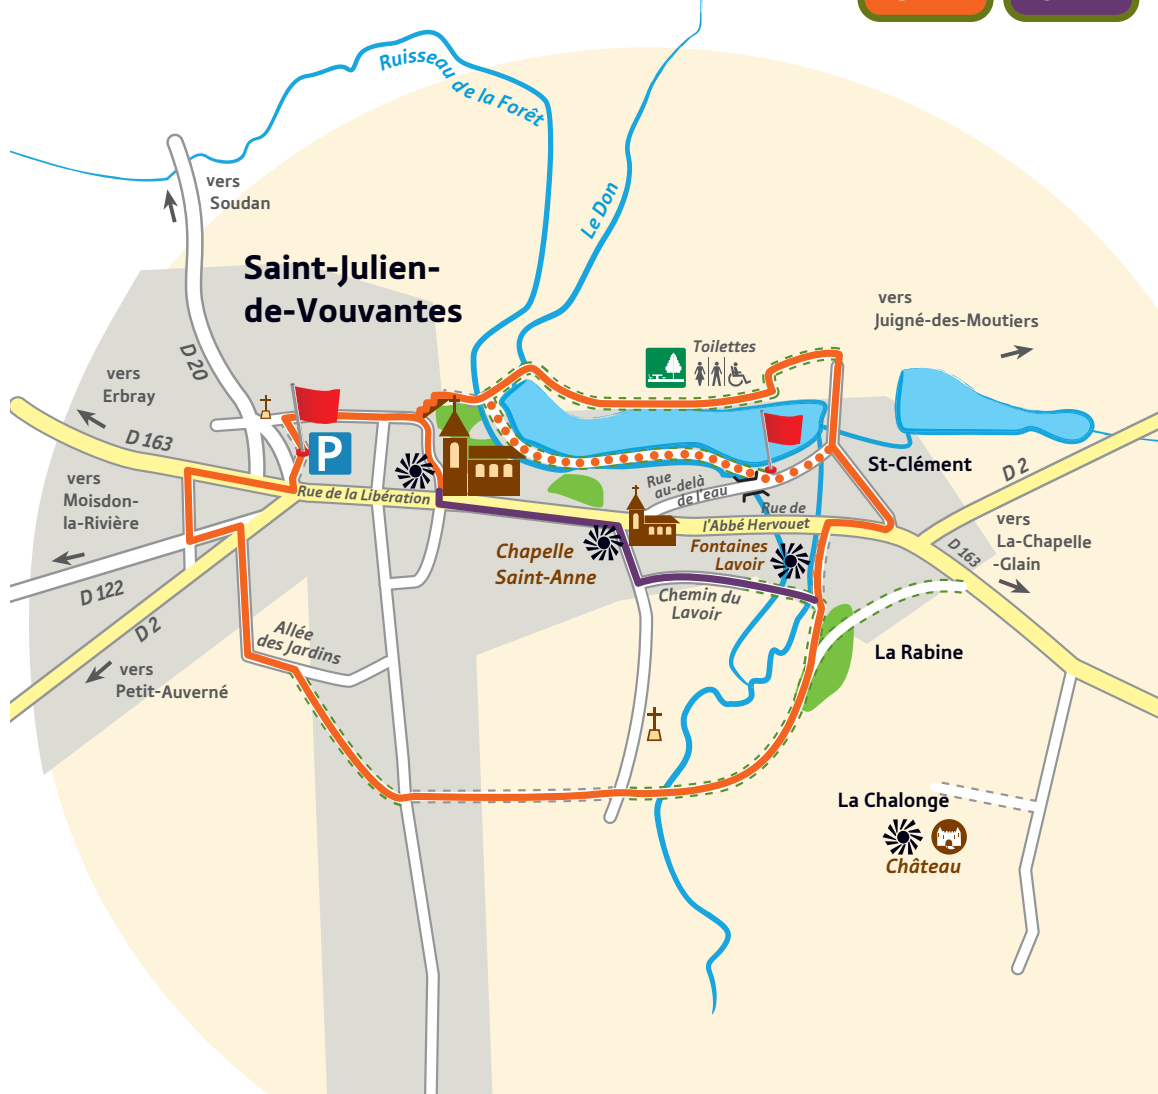 Ruisseau
de la Forêt
Le Don
vers
Soudan
Saint-Julien-
de-Vouvantes
vers
Juigné-des-Moutiers
D 20
Toilettes
vers
Erbray
D 163
P
vers
Moisdon-
la-Rivière
Rue de la Libération
Rue
au-delà
de l'eau
St-Clément
D 2
Rue de
l'Abbé Hervouet
vers
La-Chapelle
-Glain
D 163
Chapelle
Saint-Anne
Fontaines
Lavoir
D 122
Chemin du
Lavoir
D 2
Allée
des Jardins
La Rabine
vers
Petit-Auverné
La Chalonge
Château